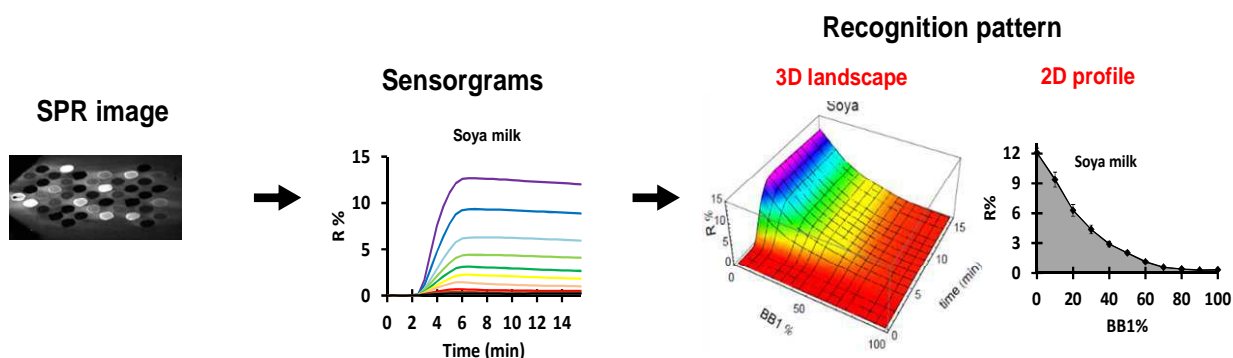 Recognition pattern
Sensorgrams
3D landscape
2D profile
SPR image
Soya milk
15
10
5
0
R %
0 2 4 6 8 10 12 14
Time (min)
Soya
15
10
5
0
R %
0
50
100
BB1 %
15
10
5
0
time (min)
Soya milk
12
9
6
3
0
R%
0 20 40 60 80 100
BB1%